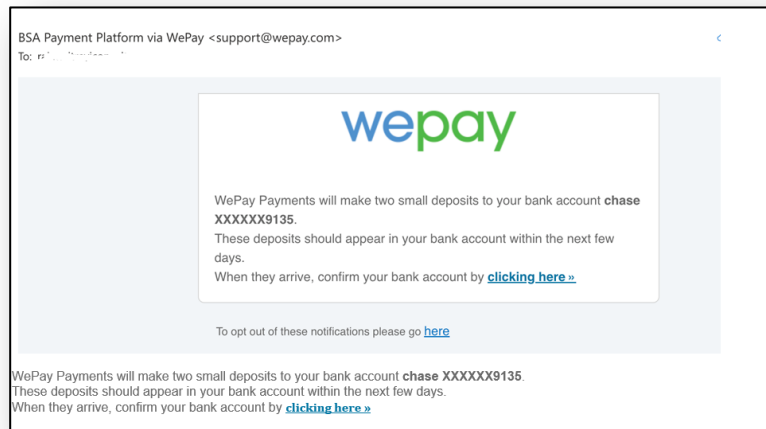 BSA Payment Platform via WePay <support@wepay.com>
To:
wepay
WePay Payments will make two small deposits to your bank account chase
XXXXXX9135.
These deposits should appear in your bank account within the next few
days.
When they arrive, confirm your bank account by clicking here »
To opt out of these notifications please go here
WePay Payments will make two small deposits to your bank account chase XXXXXX9135.
These deposits should appear in your bank account within the next few days.
When they arrive, confirm your bank account by clicking here »